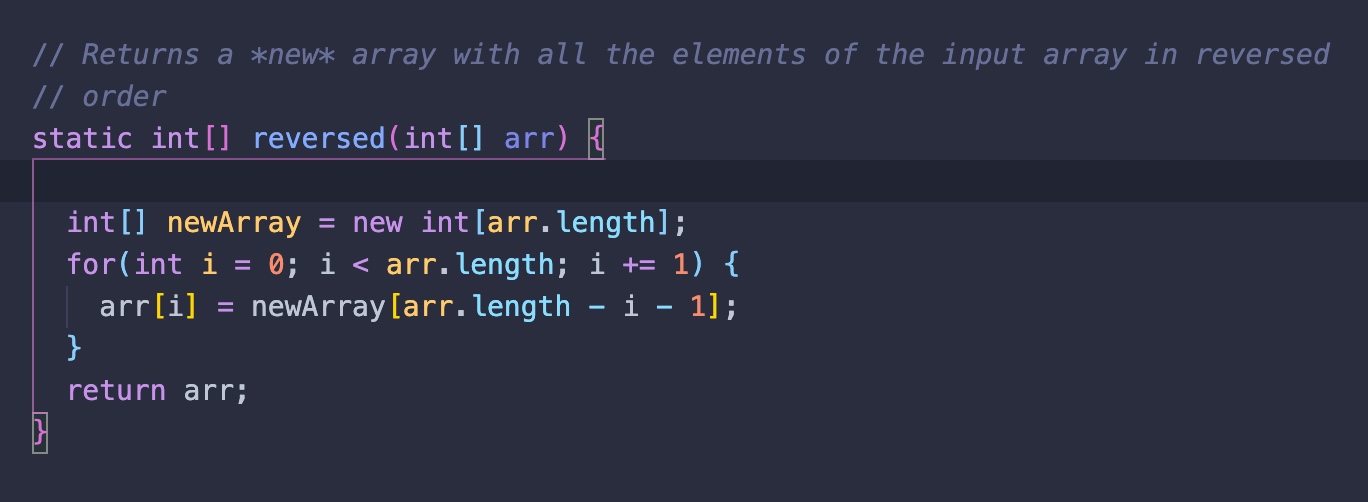 // Returns a *new* array with all the elements of the input array in reversed
// order
static int[] reversed(int[] arr) {
int[] newArray = new int[arr.length];
for(int i = 0; i < arr.length; i += 1) {
arr[i] = newArray[arr.length - i - 1];
}
return arr;
}